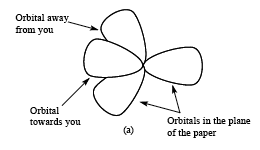 Orbital away
from you
Orbital
towards you
(a)
Orbitals in the plane
of the paper